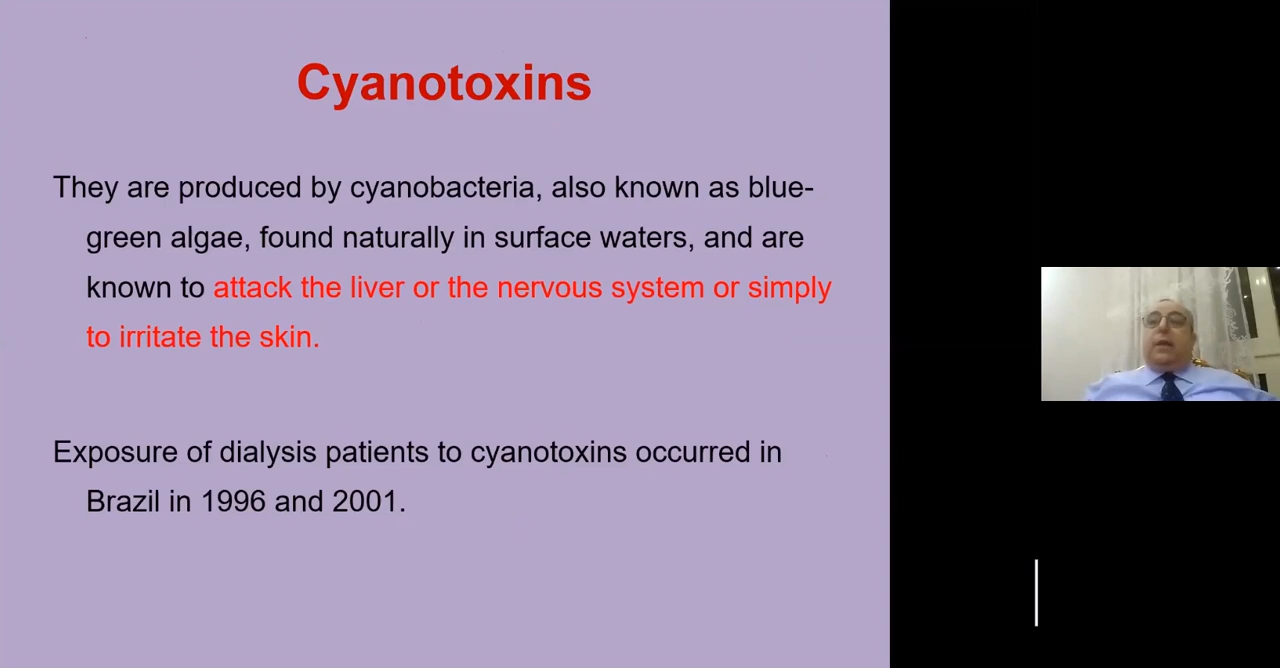 Cyanotoxins
They are produced by cyanobacteria, also known as blue-
green algae, found naturally in surface waters, and are
known to attack the liver or the nervous system or simply
to irritate the skin.
Exposure of dialysis patients to cyanotoxins occurred in
Brazil in 1996 and 2001.